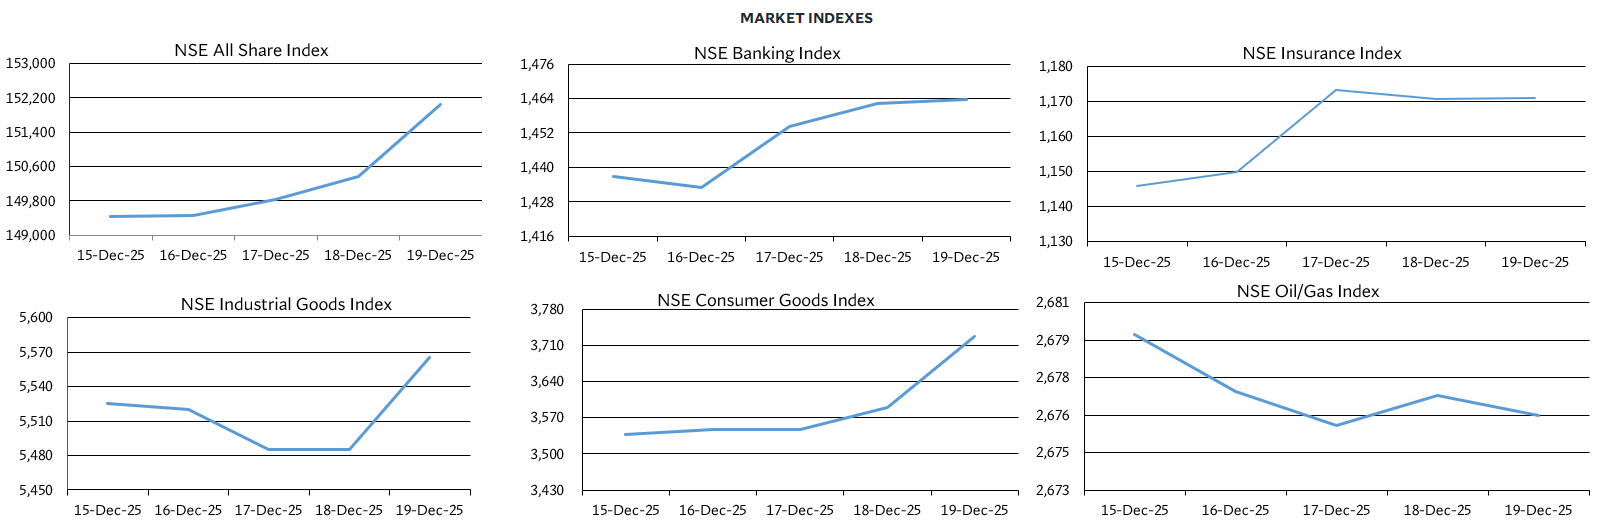 MARKET INDEXES
NSE All Share Index
153,000
152,200
151,400
150,600
149,800
149,000
15-Dec-25 16-Dec-25 17-Dec-25 18-Dec-25 19-Dec-25
NSE Banking Index
1,476
1,464
1,452
1,440
1,428
1,416
15-Dec-25 16-Dec-25 17-Dec-25 18-Dec-25 19-Dec-25
NSE Insurance Index
1,180
1,170
1,160
1,150
1,140
1,130
15-Dec-25 16-Dec-25 17-Dec-25 18-Dec-25 19-Dec-25
NSE Industrial Goods Index
5,600
5,570
5,540
5,510
5,480
5,450
15-Dec-25 16-Dec-25 17-Dec-25 18-Dec-25 19-Dec-25
NSE Consumer Goods Index
3,780
3,710
3,640
3,570
3,500
3,430
15-Dec-25 16-Dec-25 17-Dec-25 18-Dec-25 19-Dec-25
NSE Oil/Gas Index
2,681
2,679
2,678
2,676
2,675
2,673
15-Dec-25 16-Dec-25 17-Dec-25 18-Dec-25 19-Dec-25